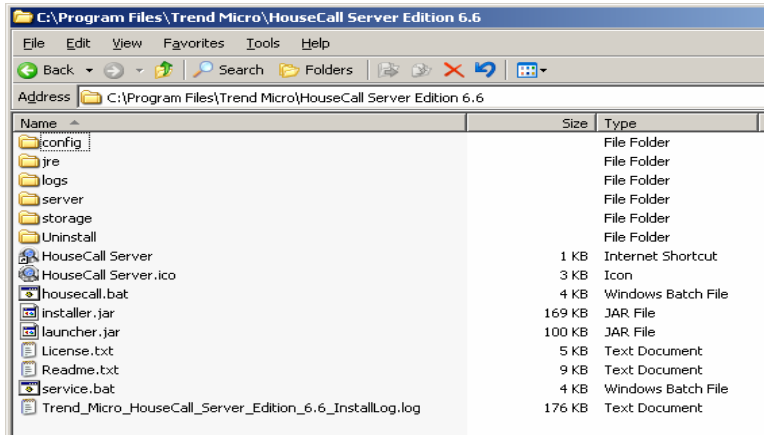 C:\Program Files\Trend Micro\HouseCall Server Edition 6.6
File Edit View Favorites Tools Help
Back Search Folders
Address C:\Program Files\Trend Micro\HouseCall Server Edition 6.6
Name Size Type
config File Folder
jre File Folder
logs File Folder
server File Folder
storage File Folder
Uninstall File Folder
HouseCall Server 1 KB Internet Shortcut
HouseCall Server.ico 3 KB Icon
housecall.bat 4 KB Windows Batch File
installer.jar 169 KB JAR File
launcher.jar 100 KB JAR File
License.txt 5 KB Text Document
Readme.txt 9 KB Text Document
service.bat 4 KB Windows Batch File
Trend_Micro_HouseCall_Server_Edition_6.6_InstallLog.log 176 KB Text Document